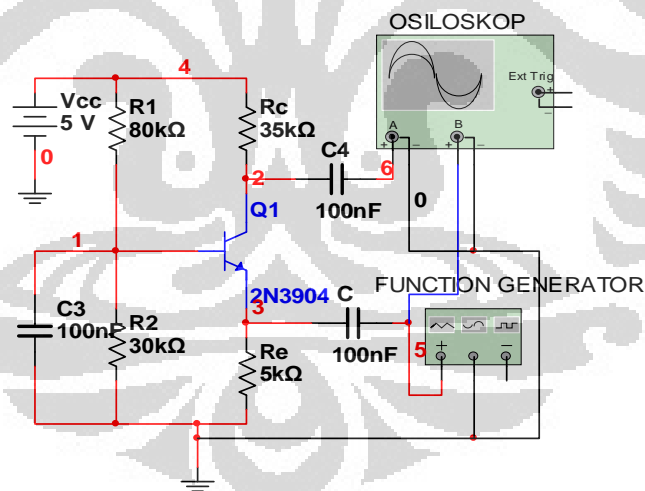 OSILOSKOP
Ext Trig
+
−
A
B
+ − + −
4
Vcc
5 V
0
R1
80kΩ
Rc
35kΩ
C4
100nF
6
0
2
Q1
1
2N3904
3
C
100nF
FUNCTION GENERATOR
+ −
5
C3
100nF
R2
30kΩ
Re
5kΩ